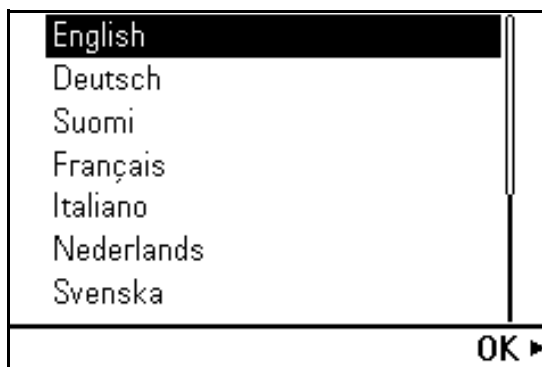 English
Deutsch
Suomi
Français
Italiano
Nederlands
Svenska
OK